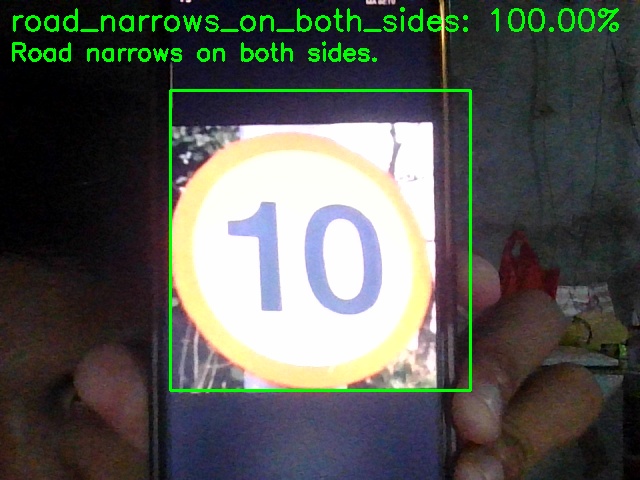 road_narrows_on_both_sides: 100.00%
Road narrows on both sides.
10